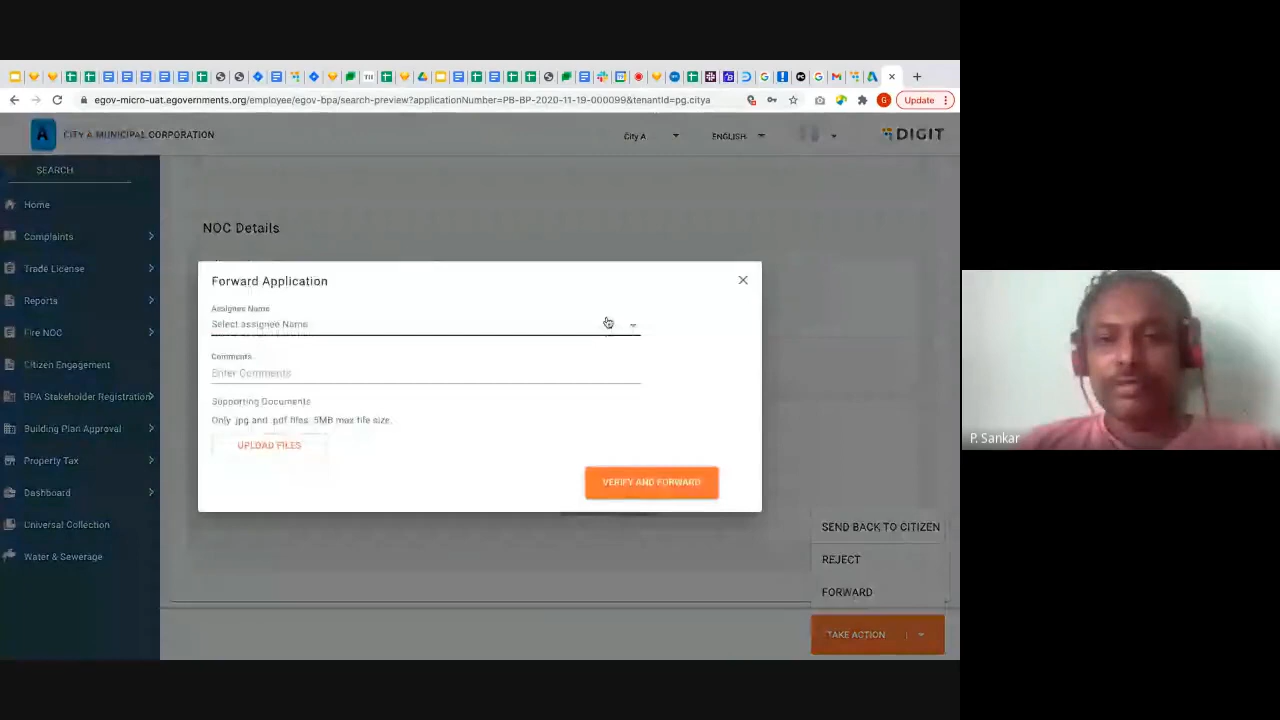 egov-micro-uat.egovernments.org/employee/egov-bpa/search-preview?applicationNumber=PB-BP-2020-11-19-000099&tenantId=pg.citya
Update
A
CITY A MUNICIPAL CORPORATION
City A
ENGLISH
DIGIT
SEARCH
Home
Complaints
Trade License
Reports
Fire NOC
Citizen Engagement
BPA Stakeholder Registration
Building Plan Approval
Property Tax
Dashboard
Universal Collection
Water & Sewerage
NOC Details
Forward Application
Assignee Name
Select assignee Name
Comments
Enter Comments
Supporting Documents
Only .jpg and .pdf files. 5MB max file size.
UPLOAD FILES
VERIFY AND FORWARD
SEND BACK TO CITIZEN
REJECT
FORWARD
TAKE ACTION
P. Sankar